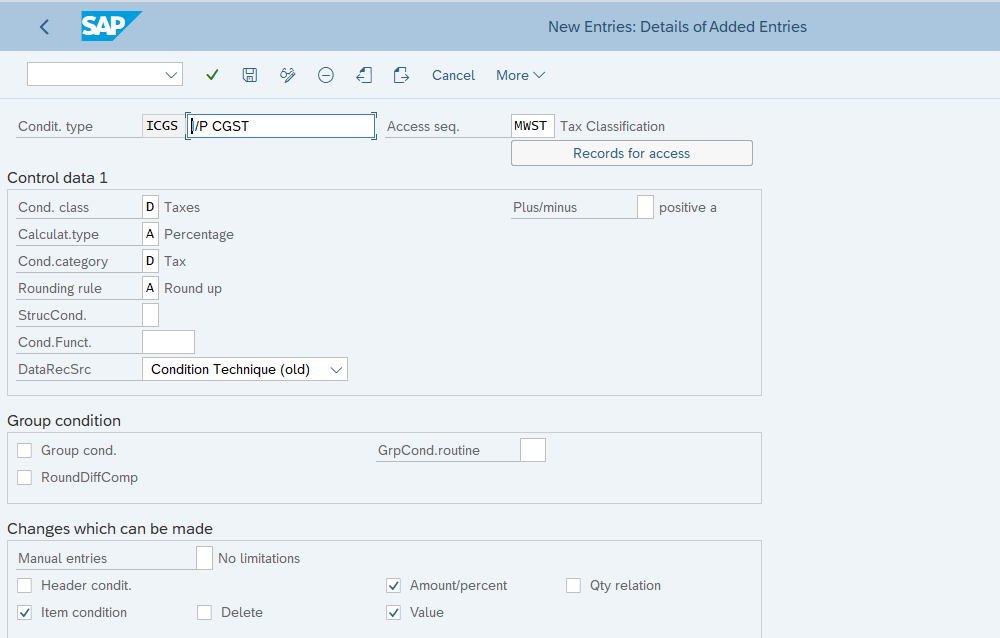 SAP New Entries: Details of Added Entries
Cancel More
Condit. type ICGS I/P CGST Access seq. MWST Tax Classification
Records for access
Control data 1
Cond. class D Taxes Plus/minus positive a
Calculat.type A Percentage
Cond.category D Tax
Rounding rule A Round up
StrucCond.
Cond.Funct.
DataRecSrc Condition Technique (old)
Group condition
Group cond. GrpCond.routine
RoundDiffComp
Changes which can be made
Manual entries No limitations
Header condit. Amount/percent Qty relation
Item condition Delete Value